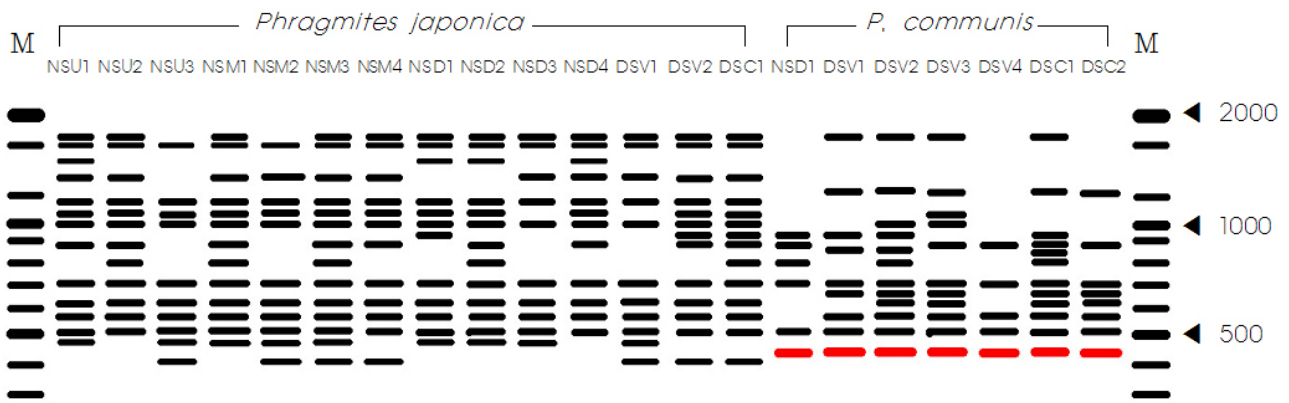 Phragmites japonica P. communis
M M
NSU1 NSU2 NSU3 NSM1 NSM2 NSM3 NSM4 NSD1 NSD2 NSD3 NSD4 DSV1 DSV2 DSC1 NSD1 DSV1 DSV2 DSV3 DSV4 DSC1 DSC2
2000
1000
500